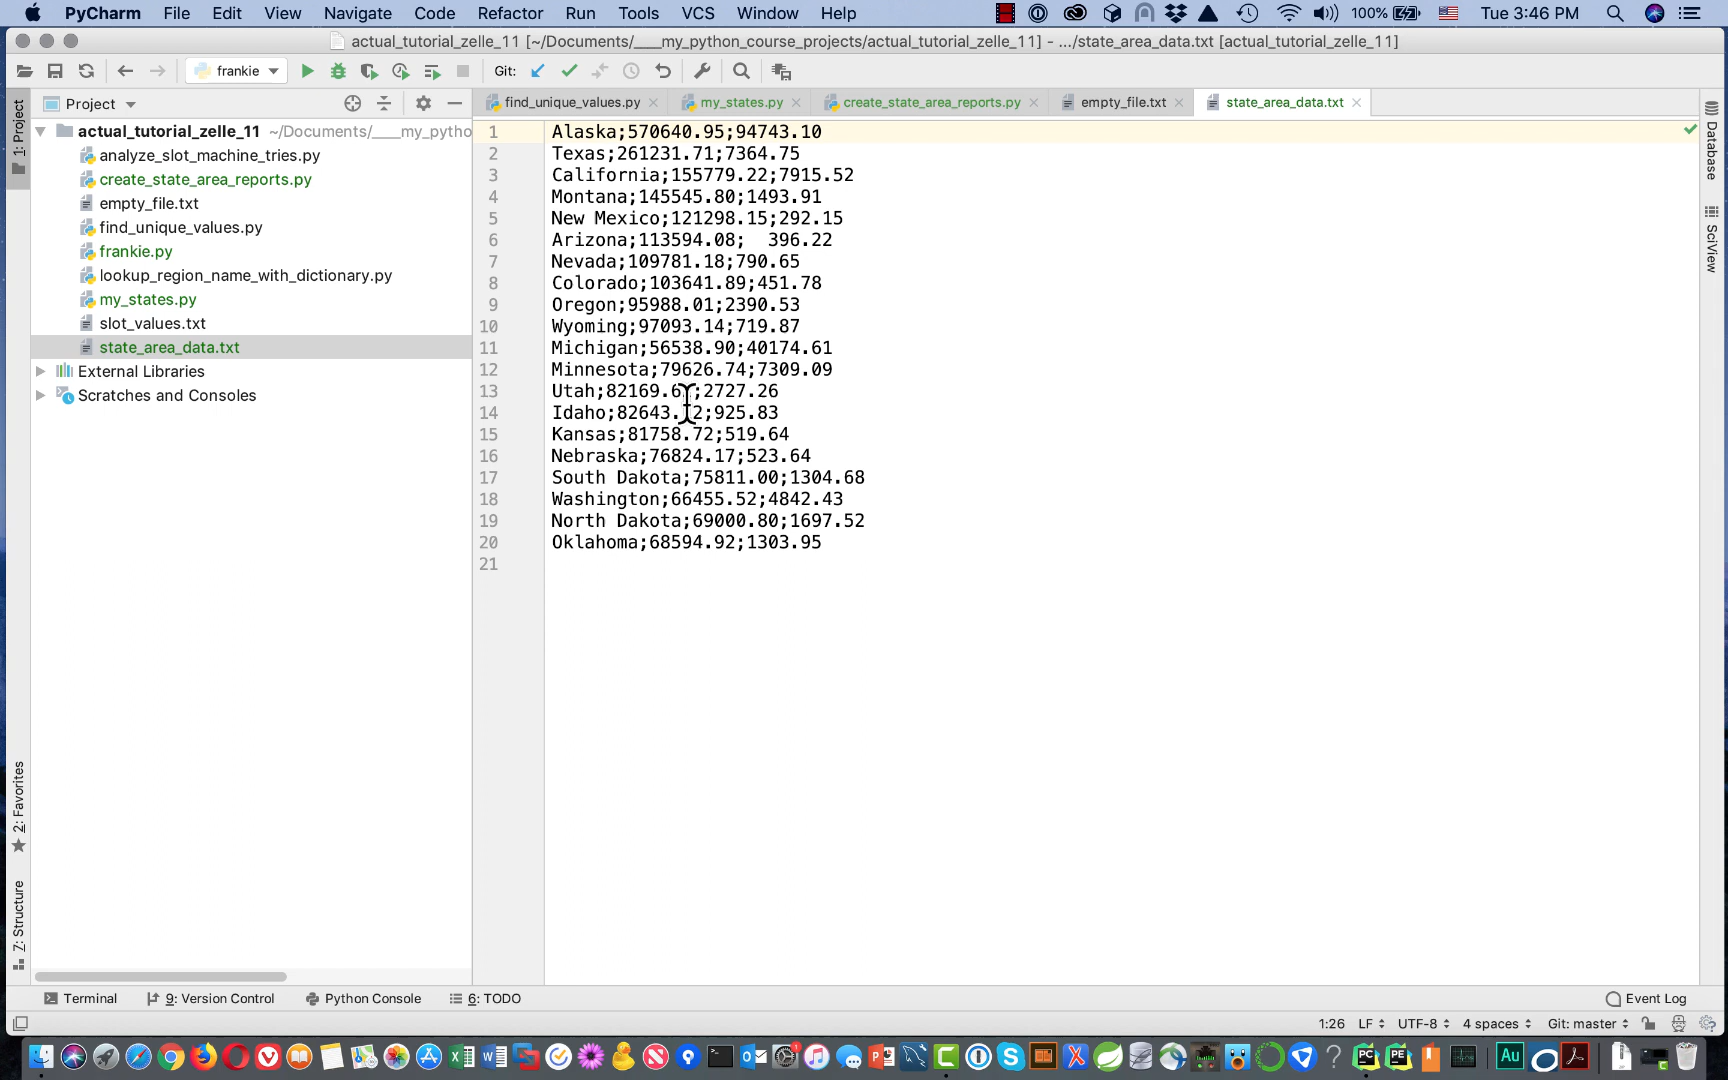 PyCharm File Edit View Navigate Code Refactor Run Tools VCS Window Help 100% Tue 3:46 PM
actual_tutorial_zelle_11 [~/Documents/____my_python_course_projects/actual_tutorial_zelle_11] - .../state_area_data.txt [actual_tutorial_zelle_11]
frankie Git:
Project find_unique_values.py my_states.py create_state_area_reports.py empty_file.txt state_area_data.txt
1: Project
Database
SciView
actual_tutorial_zelle_11 ~/Documents/____my_pytho
analyze_slot_machine_tries.py
create_state_area_reports.py
empty_file.txt
find_unique_values.py
frankie.py
lookup_region_name_with_dictionary.py
my_states.py
slot_values.txt
state_area_data.txt
External Libraries
Scratches and Consoles
1 Alaska;570640.95;94743.10
2 Texas;261231.71;7364.75
3 California;155779.22;7915.52
4 Montana;145545.80;1493.91
5 New Mexico;121298.15;292.15
6 Arizona;113594.08;  396.22
7 Nevada;109781.18;790.65
8 Colorado;103641.89;451.78
9 Oregon;95988.01;2390.53
10 Wyoming;97093.14;719.87
11 Michigan;56538.90;40174.61
12 Minnesota;79626.74;7309.09
13 Utah; ;2727.26
14 Idaho; ;925.83
15 Kansas;81758.72;519.64
16 Nebraska;76824.17;523.64
17 South Dakota;75811.00;1304.68
18 Washington;66455.52;4842.43
19 North Dakota;69000.80;1697.52
20 Oklahoma;68594.92;1303.95
21
2: Favorites
7: Structure
Terminal 9: Version Control Python Console 6: TODO Event Log
1:26 LF UTF-8 4 spaces Git: master
PC PE Au